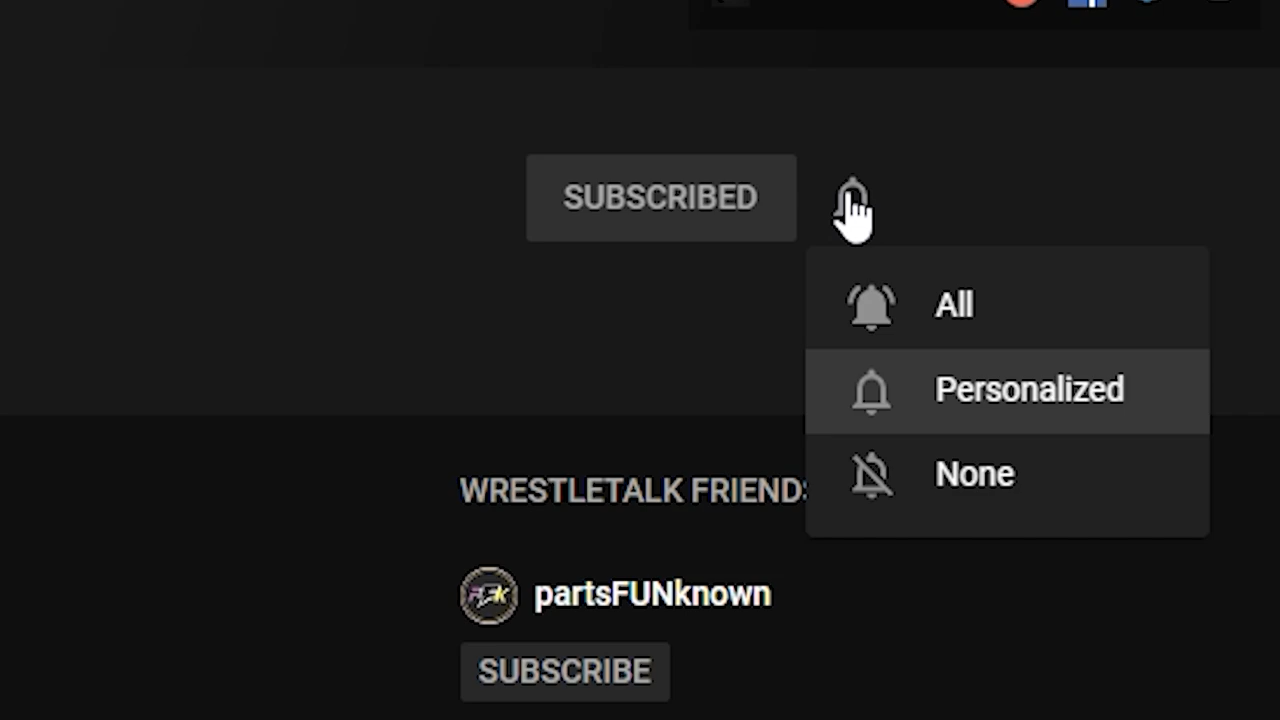 SUBSCRIBED
All
Personalized
None
WRESTLETALK FRIENDS
partsFUNknown
SUBSCRIBE